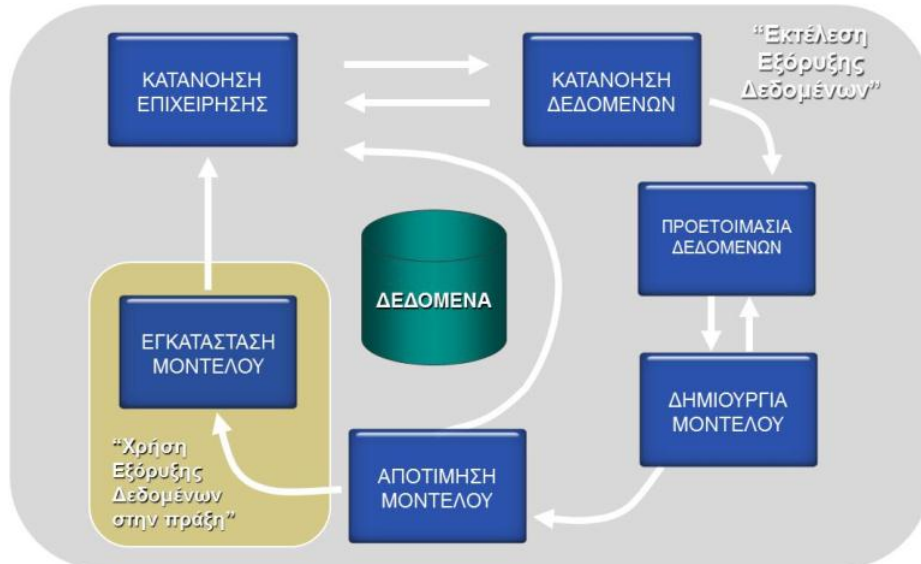 ΚΑΤΑΝΟΗΣΗ
ΕΠΙΧΕΙΡΗΣΗΣ
ΚΑΤΑΝΟΗΣΗ
ΔΕΔΟΜΕΝΩΝ
“Εκτέλεση
Εξόρυξης
Δεδομένων”
ΠΡΟΕΤΟΙΜΑΣΙΑ
ΔΕΔΟΜΕΝΩΝ
ΔΕΔΟΜΕΝΑ
ΕΓΚΑΤΑΣΤΑΣΗ
ΜΟΝΤΕΛΟΥ
ΔΗΜΙΟΥΡΓΙΑ
ΜΟΝΤΕΛΟΥ
ΑΠΟΤΙΜΗΣΗ
ΜΟΝΤΕΛΟΥ
“Χρήση
Εξόρυξης
Δεδομένων
στην πράξη”